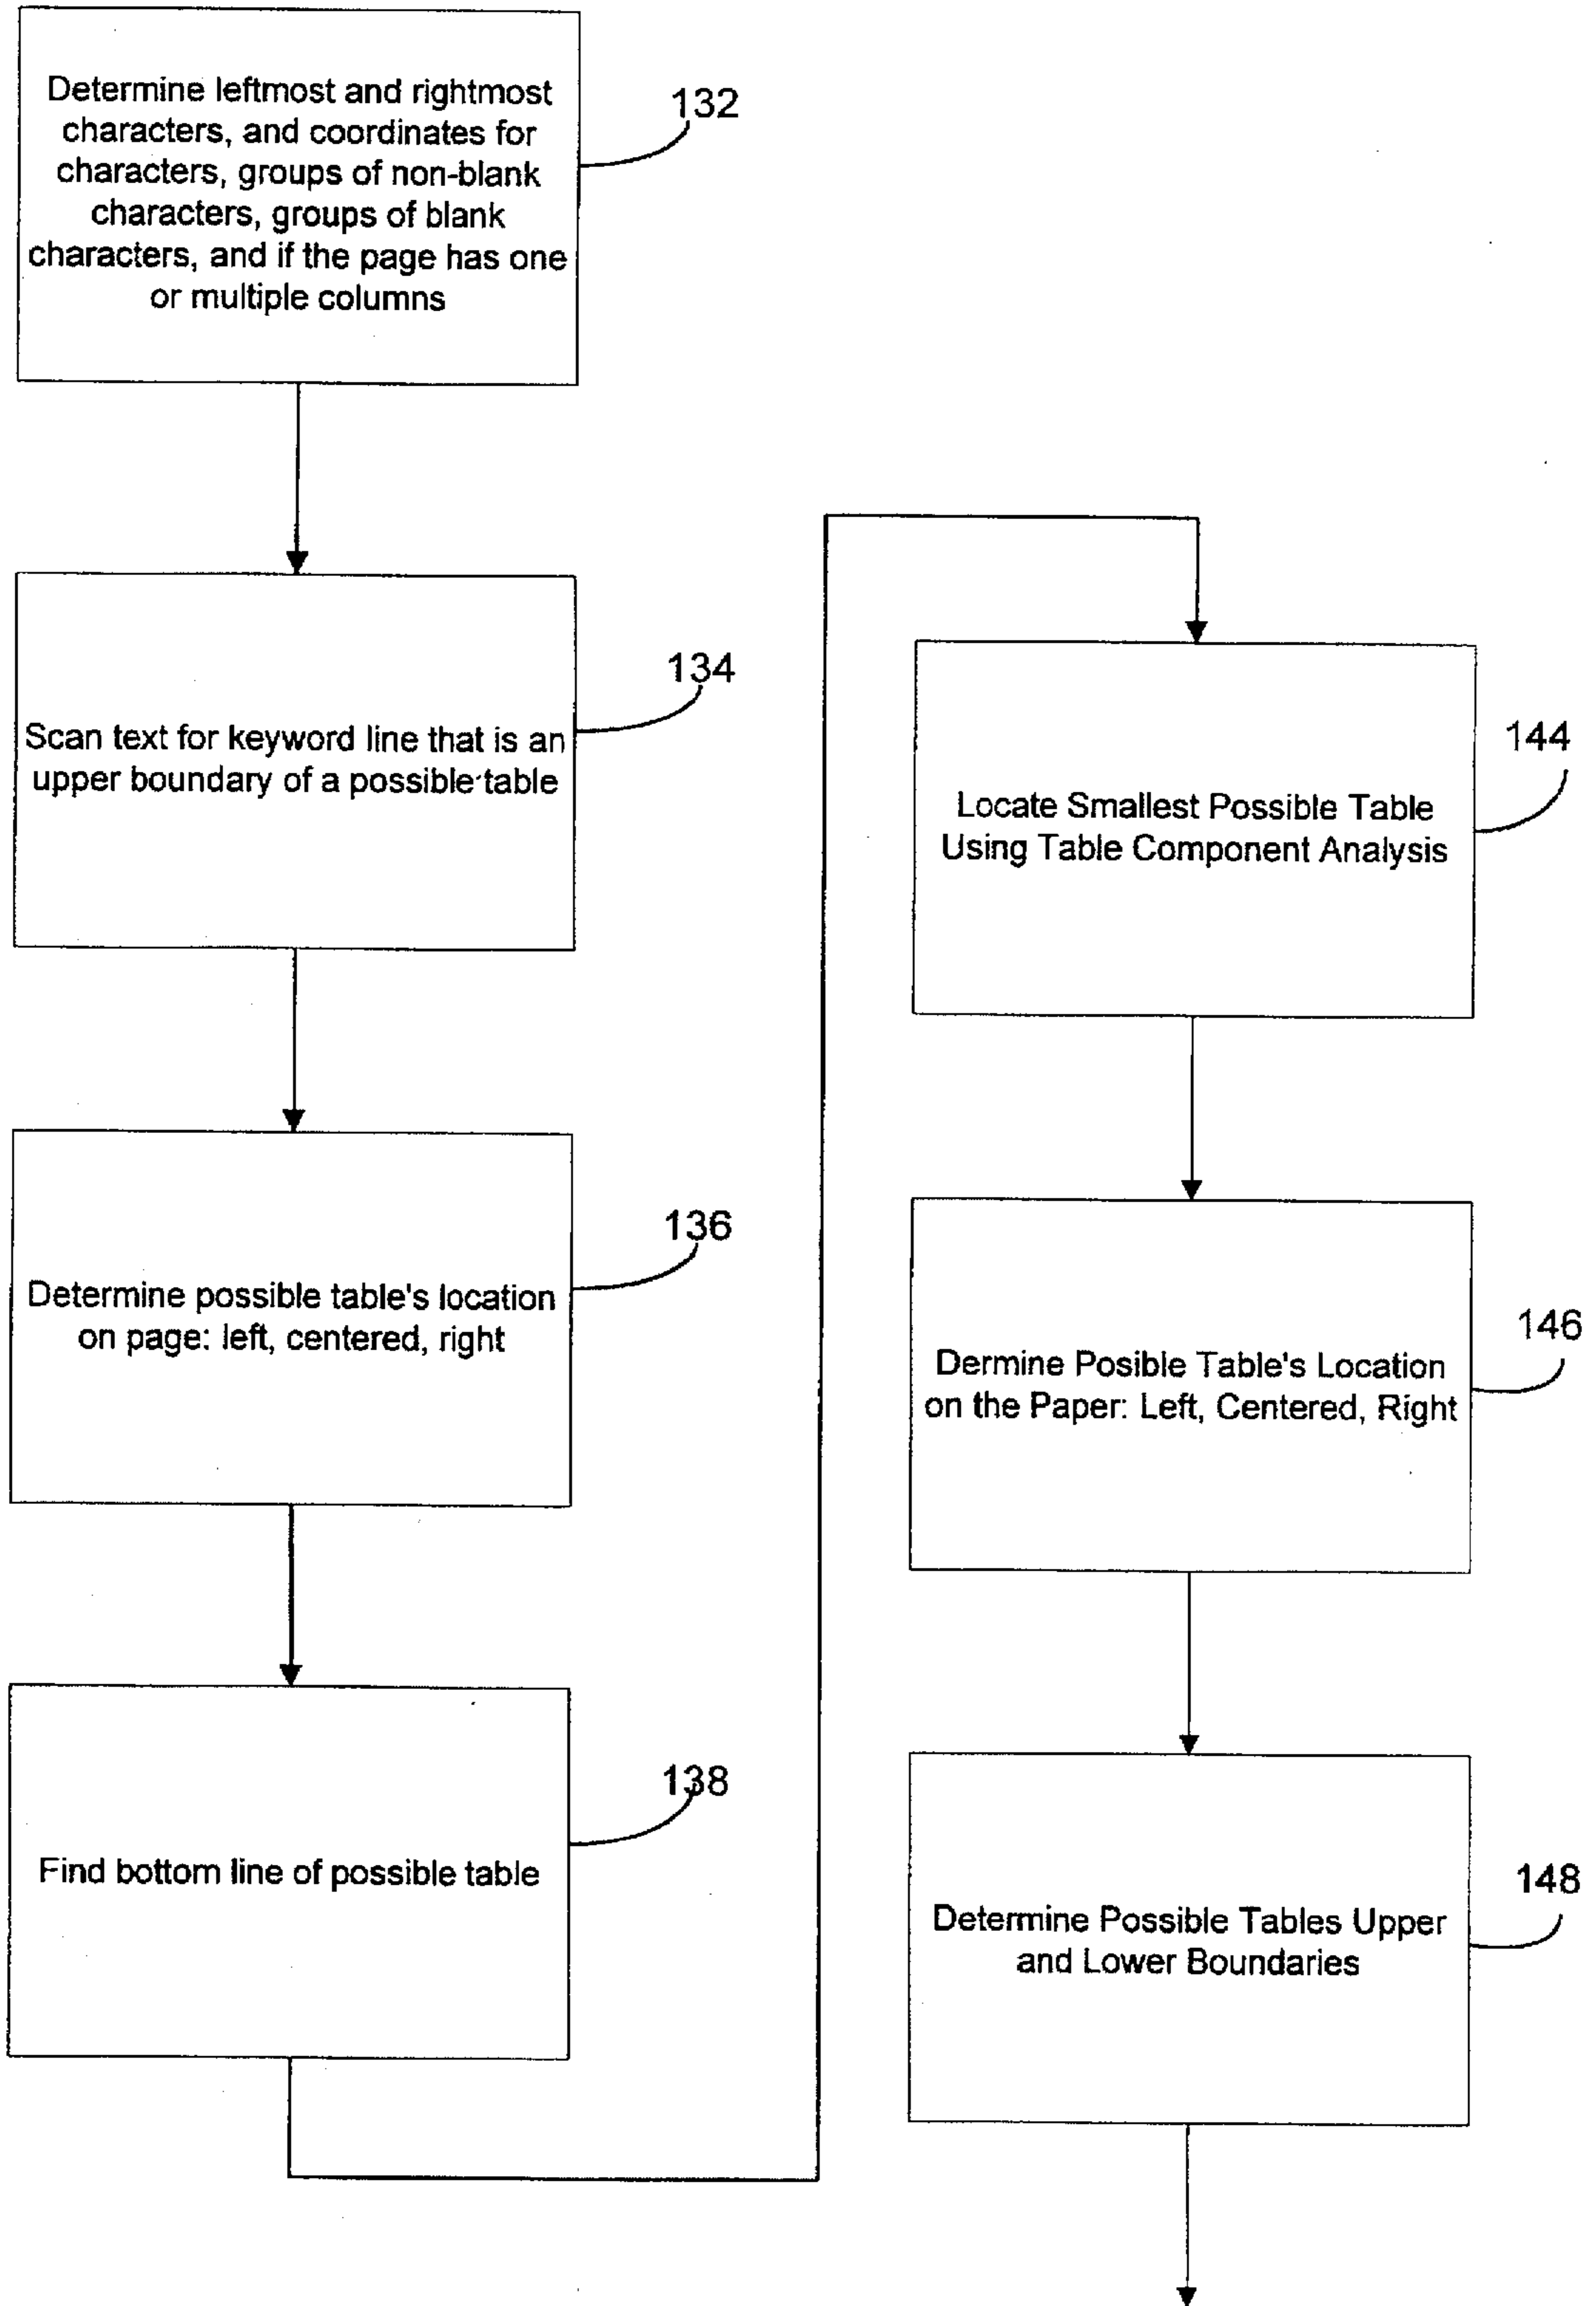 Determine leftmost and rightmost
characters, and coordinates for
characters, groups of non-blank
characters, groups of blank
characters, and if the page has one
or multiple columns
132
Scan text for keyword line that is an
upper boundary of a possible table
134
Determine possible table's location
on page: left, centered, right
136
Find bottom line of possible table
138
Locate Smallest Possible Table
Using Table Component Analysis
144
Dermine Posible Table's Location
on the Paper: Left, Centered, Right
146
Determine Possible Tables Upper
and Lower Boundaries
148